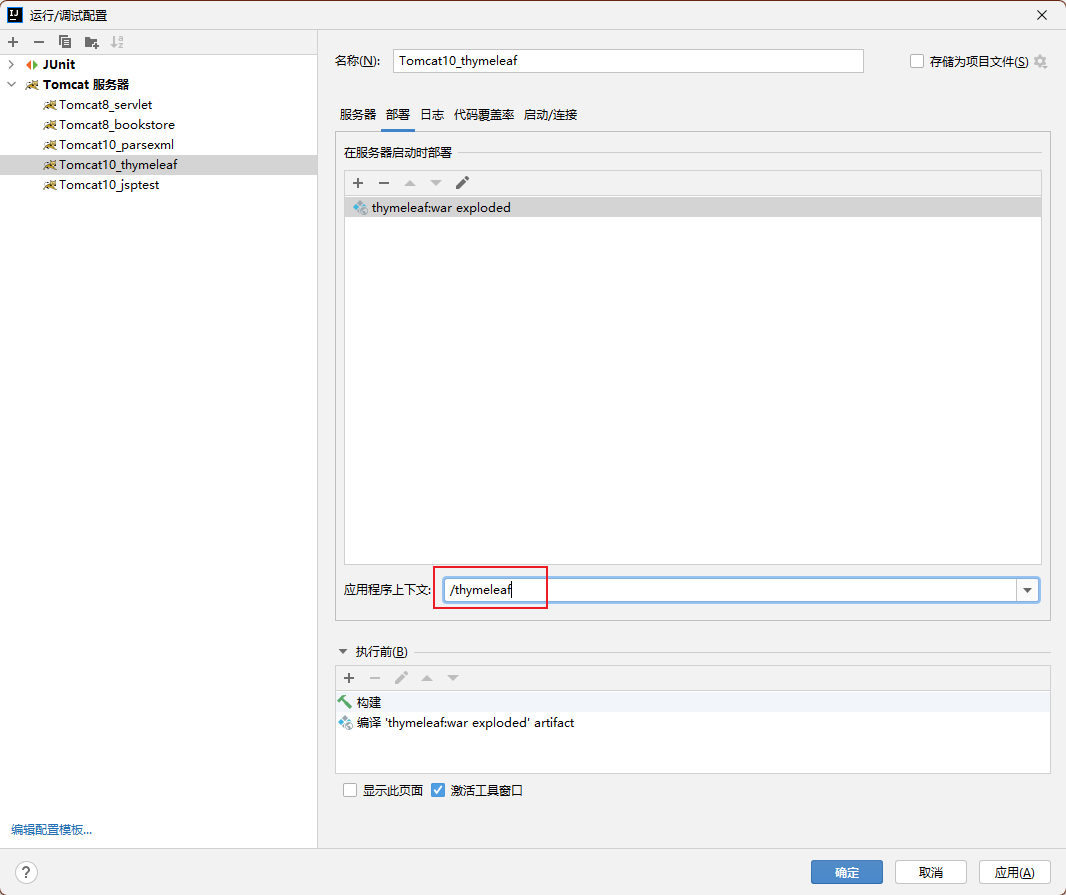 运行/调试配置
JUnit
Tomcat 服务器
Tomcat8_servlet
Tomcat8_bookstore
Tomcat10_parsexml
Tomcat10_thymeleaf
Tomcat10_jsptest
编辑配置模板...
名称(N): Tomcat10_thymeleaf 存储为项目文件(S)
服务器 部署 日志 代码覆盖率 启动/连接
在服务器启动时部署
thymeleaf:war exploded
应用程序上下文: /thymeleaf
执行前(B)
构建
编译 'thymeleaf:war exploded' artifact
显示此页面 激活工具窗口
? 确定 取消 应用(A)